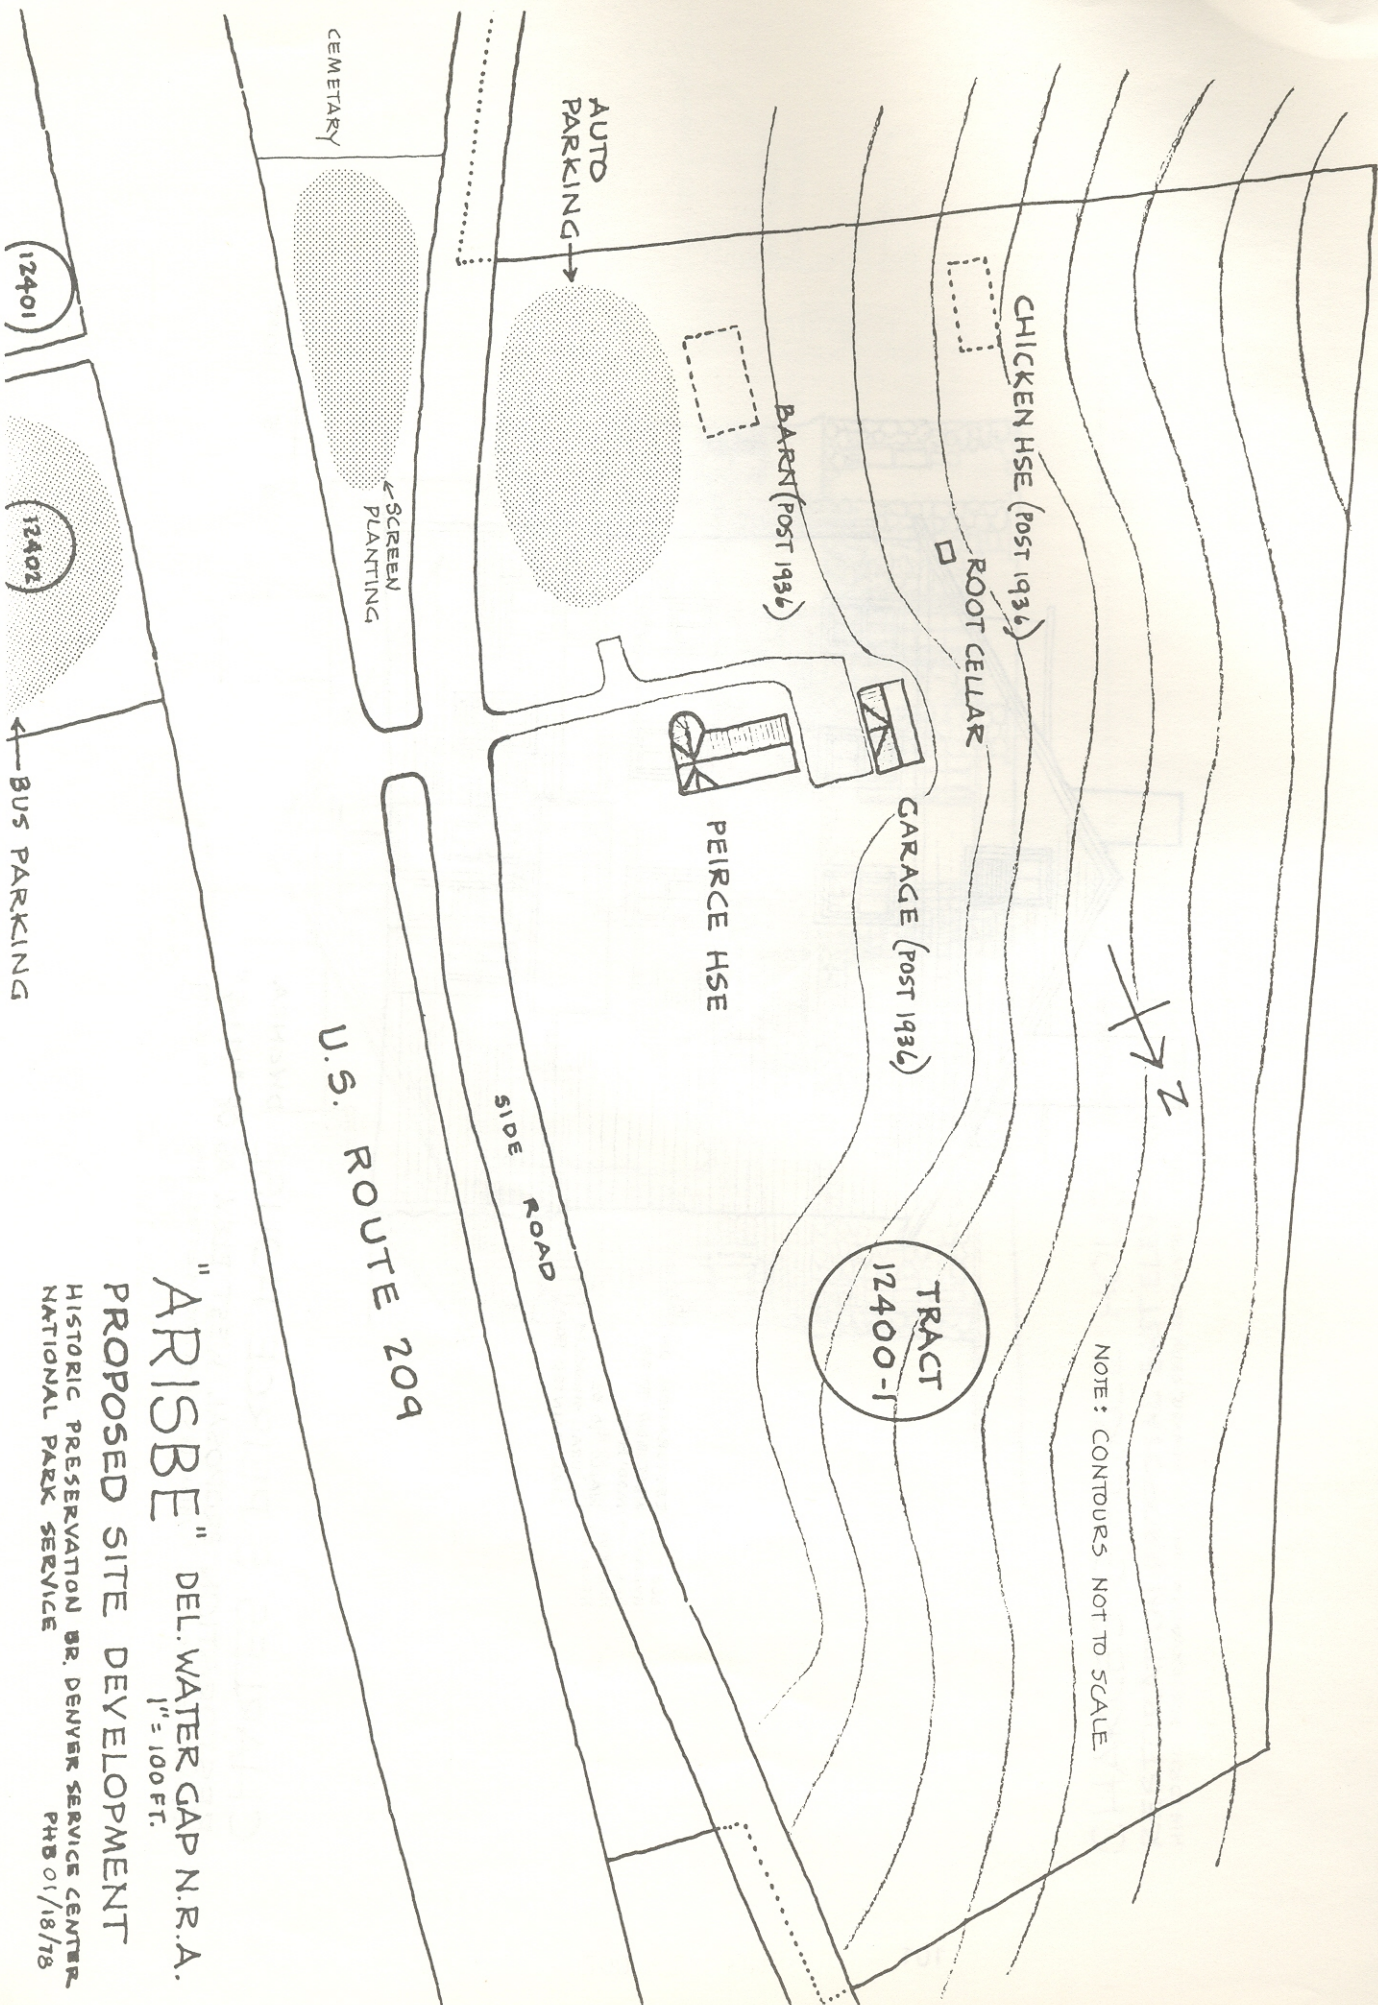 CEMETARY
AUTO
PARKING
CHICKEN HSE (POST 1936)
BARN (POST 1936)
ROOT CELLAR
SCREEN
PLANTING
12401
12402
BUS PARKING
GARAGE (POST 1936)
PEIRCE HSE
N
TRACT
12400-1
NOTE: CONTOURS NOT TO SCALE
SIDE ROAD
U.S. ROUTE 209
"ARISBE" DEL. WATER GAP N.R.A.
1"=100FT.
PROPOSED SITE DEVELOPMENT
HISTORIC PRESERVATION BR. DENVER SERVICE CENTER
NATIONAL PARK SERVICE PHB 01/18/78